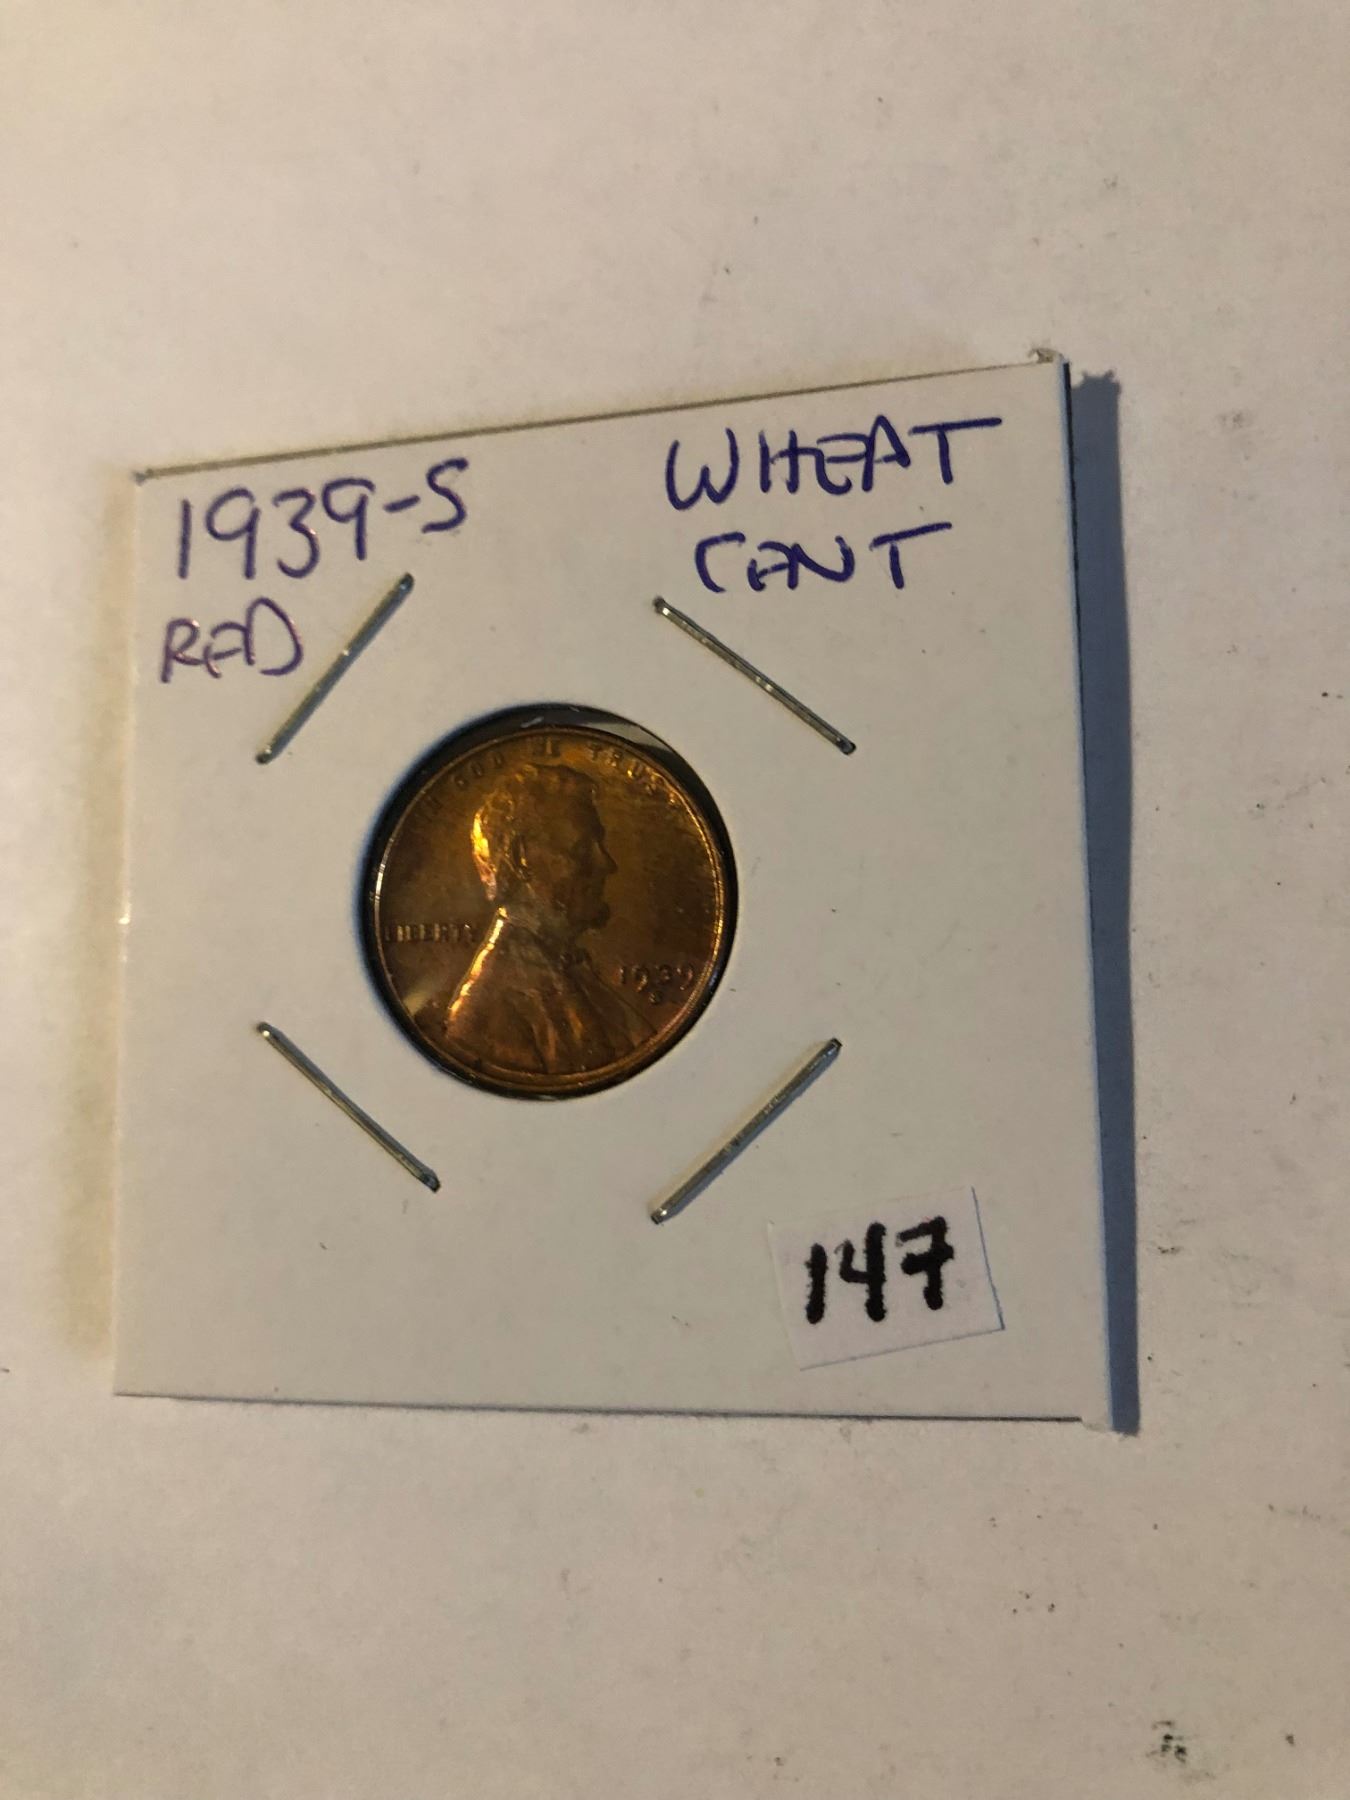 1939-S
RED
WHEAT
CENT
IN GOD WE TRUST
LIBERTY
1939
S
147